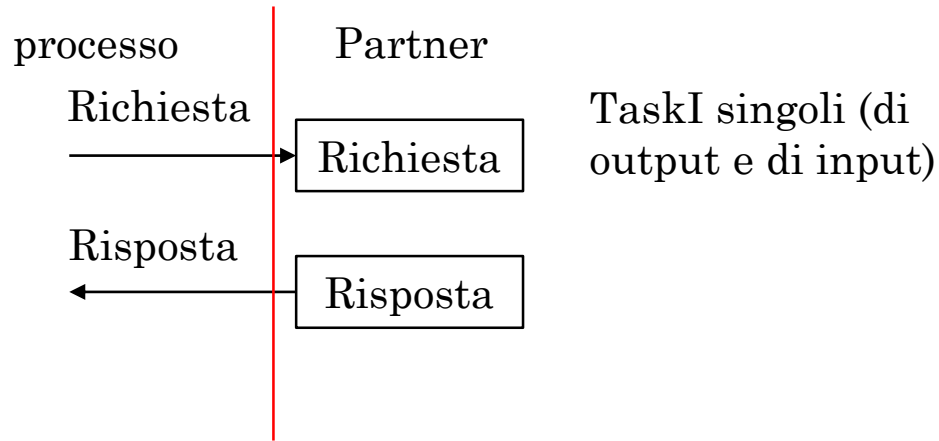 processo
Partner
Richiesta
Richiesta
TaskI singoli (di
output e di input)
Risposta
Risposta